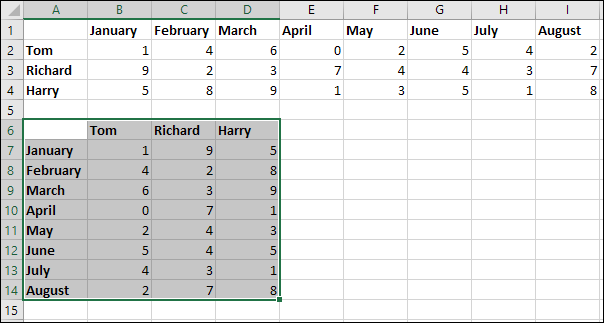 A B C D E F G H I
1 January February March April May June July August
2 Tom 1 4 6 0 2 5 4 2
3 Richard 9 2 3 7 4 4 3 7
4 Harry 5 8 9 1 3 5 1 8
5
6 Tom Richard Harry
7 January 1 9 5
8 February 4 2 8
9 March 6 3 9
10 April 0 7 1
11 May 2 4 3
12 June 5 4 5
13 July 4 3 1
14 August 2 7 8
15